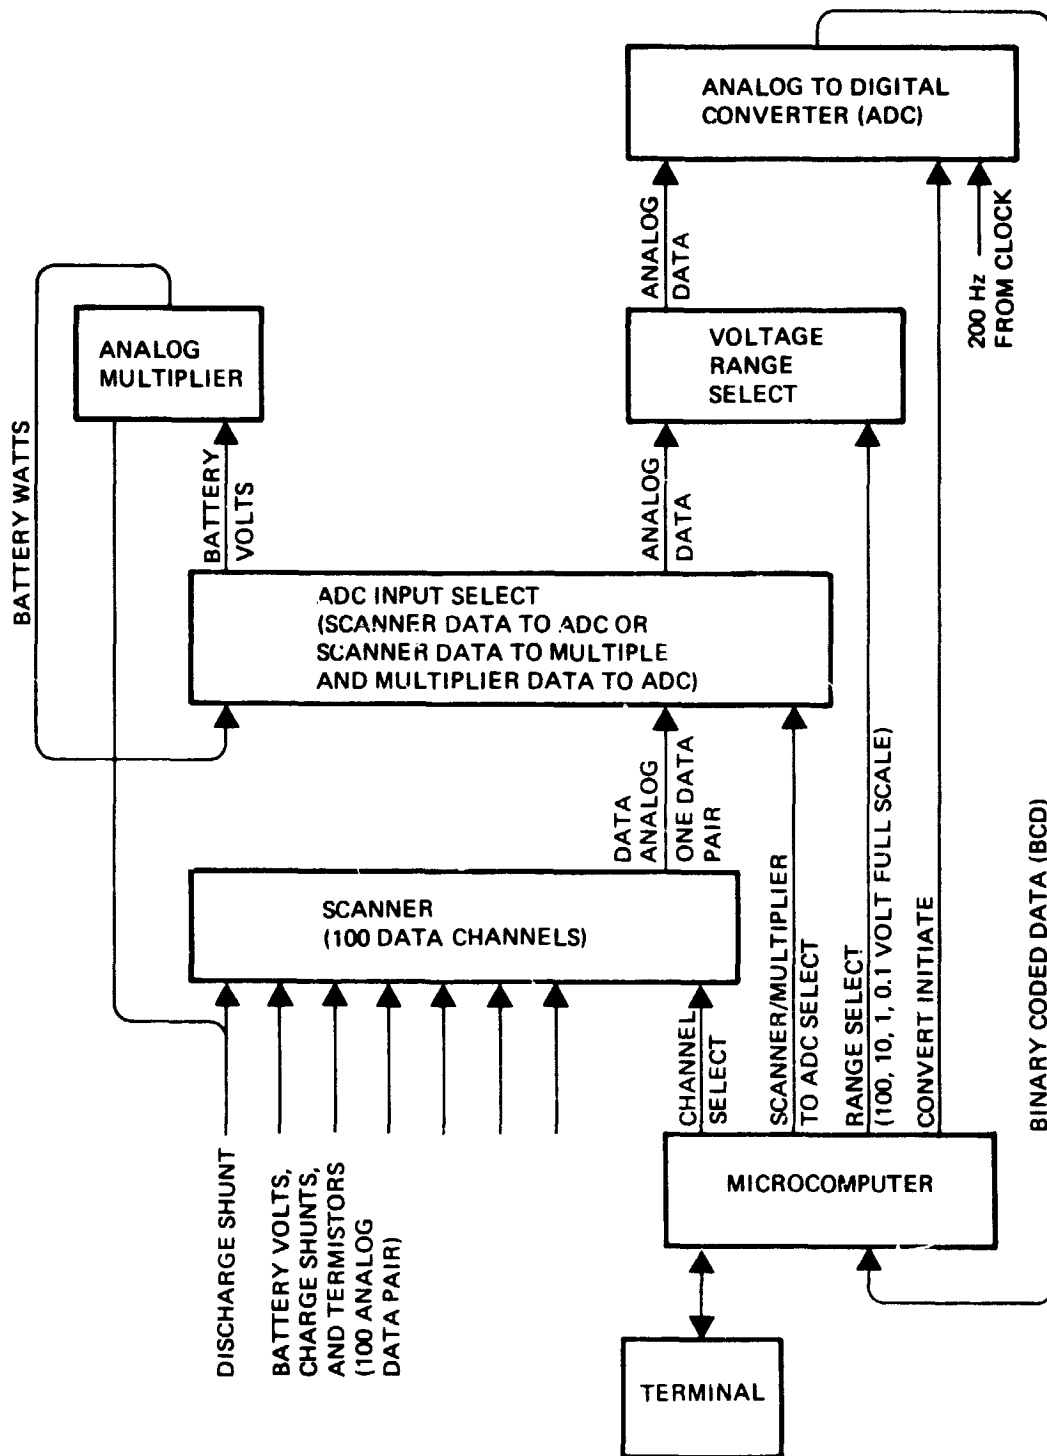 ANALOG TO DIGITAL
CONVERTER (ADC)
ANALOG
DATA
200 Hz
FROM CLOCK
ANALOG
MULTIPLIER
VOLTAGE
RANGE
SELECT
BATTERY WATTS
BATTERY
VOLTS
ANALOG
DATA
ADC INPUT SELECT
(SCANNER DATA TO ADC OR
SCANNER DATA TO MULTIPLE
AND MULTIPLIER DATA TO ADC)
DATA
ANALOG
ONE DATA
PAIR
SCANNER
(100 DATA CHANNELS)
CHANNEL
SELECT
SCANNER/MULTIPLIER
TO ADC SELECT
RANGE SELECT
(100, 10, 1, 0.1 VOLT FULL SCALE)
CONVERT INITIATE
BINARY CODED DATA (BCD)
DISCHARGE SHUNT
BATTERY VOLTS,
CHARGE SHUNTS,
AND TERMISTORS
(100 ANALOG
DATA PAIR)
MICROCOMPUTER
TERMINAL